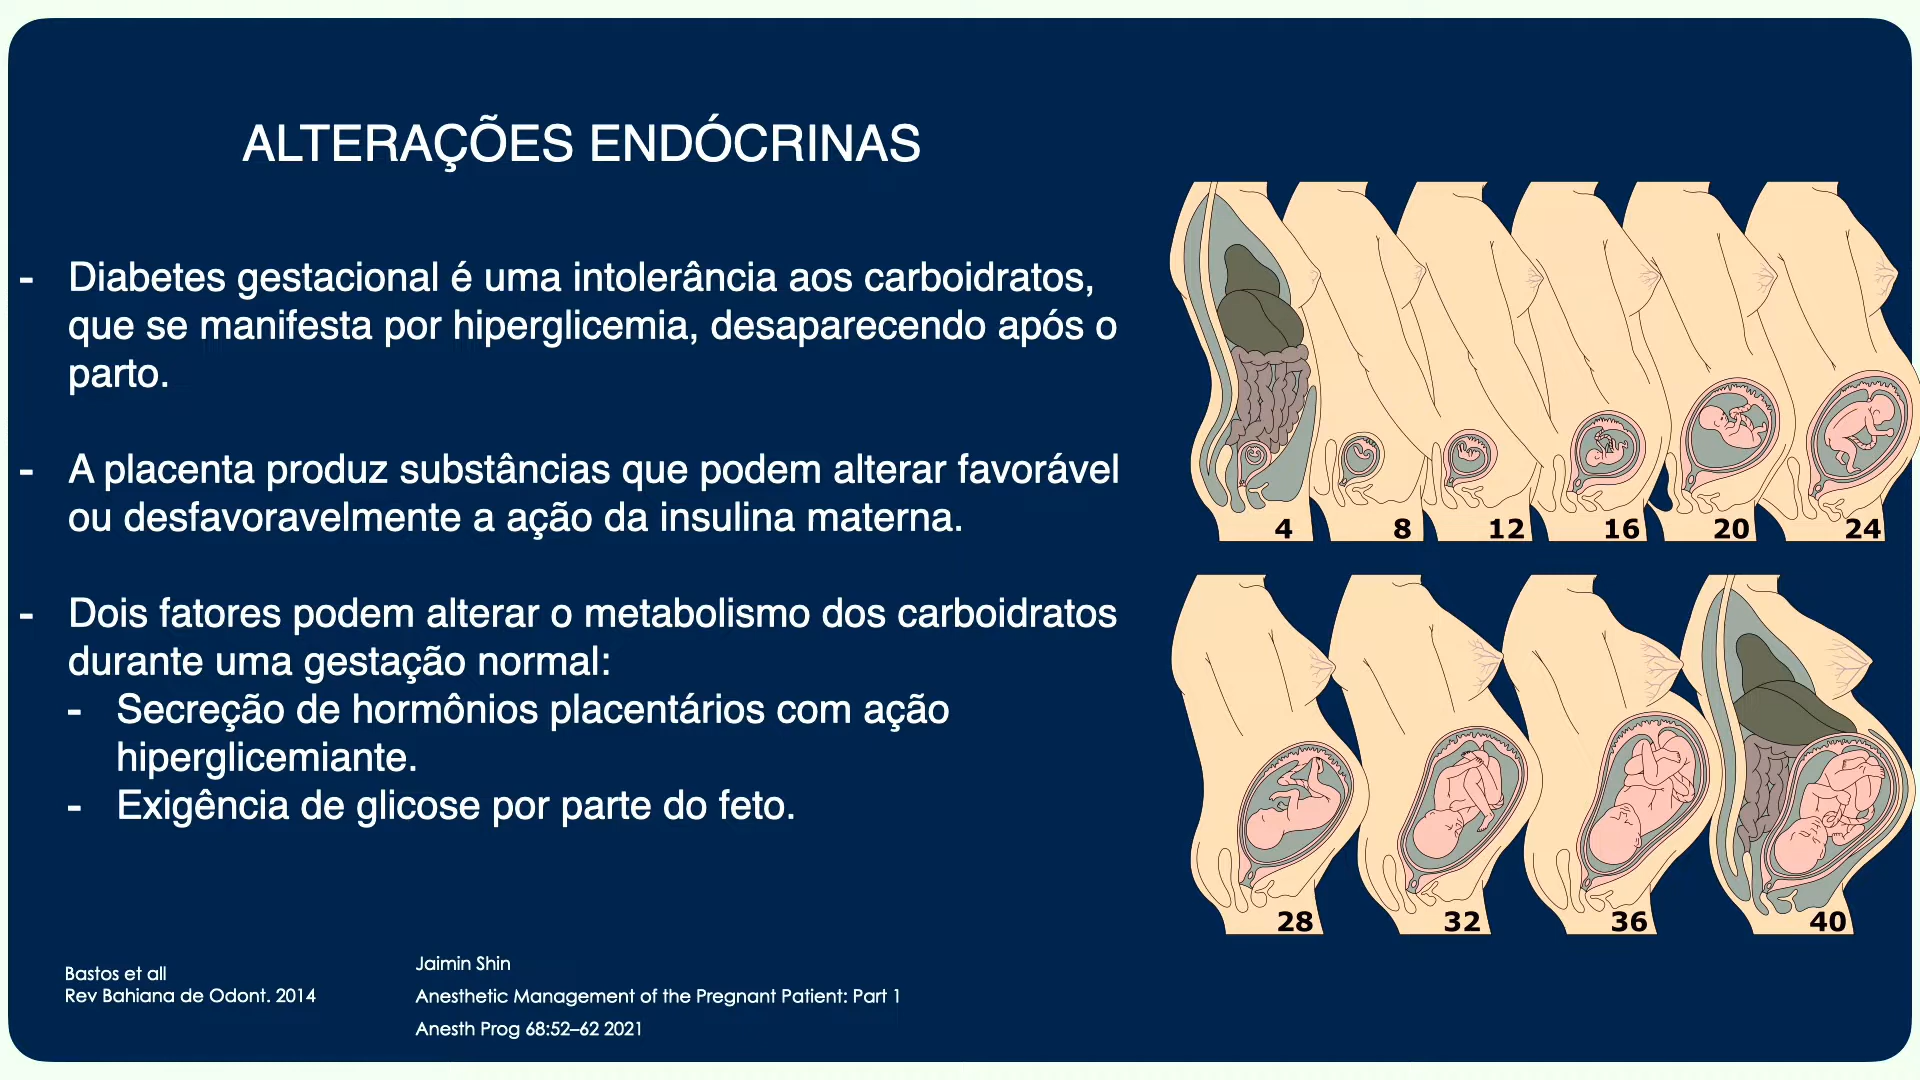 ALTERAÇÕES ENDÓCRINAS
- Diabetes gestacional é uma intolerância aos carboidratos,
que se manifesta por hiperglicemia, desaparecendo após o
parto.
- A placenta produz substâncias que podem alterar favorável
ou desfavoravelmente a ação da insulina materna.
- Dois fatores podem alterar o metabolismo dos carboidratos
durante uma gestação normal:
- Secreção de hormônios placentários com ação
hiperglicemiante.
- Exigência de glicose por parte do feto.
4 8 12 16 20 24
28 32 36 40
Bastos et all
Rev Bahiana de Odont. 2014
Jaimin Shin
Anesthetic Management of the Pregnant Patient: Part 1
Anesth Prog 68:52–62 2021